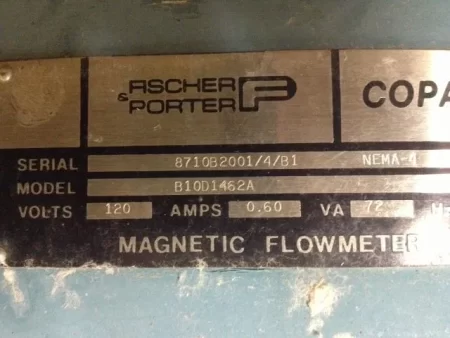 FISCHER
& PORTER
COPA
SERIAL 8710B2001/4/B1 NEMA-4
MODEL B10D1462A
VOLTS 120 AMPS 0.60 VA 72 H
MAGNETIC FLOWMETER